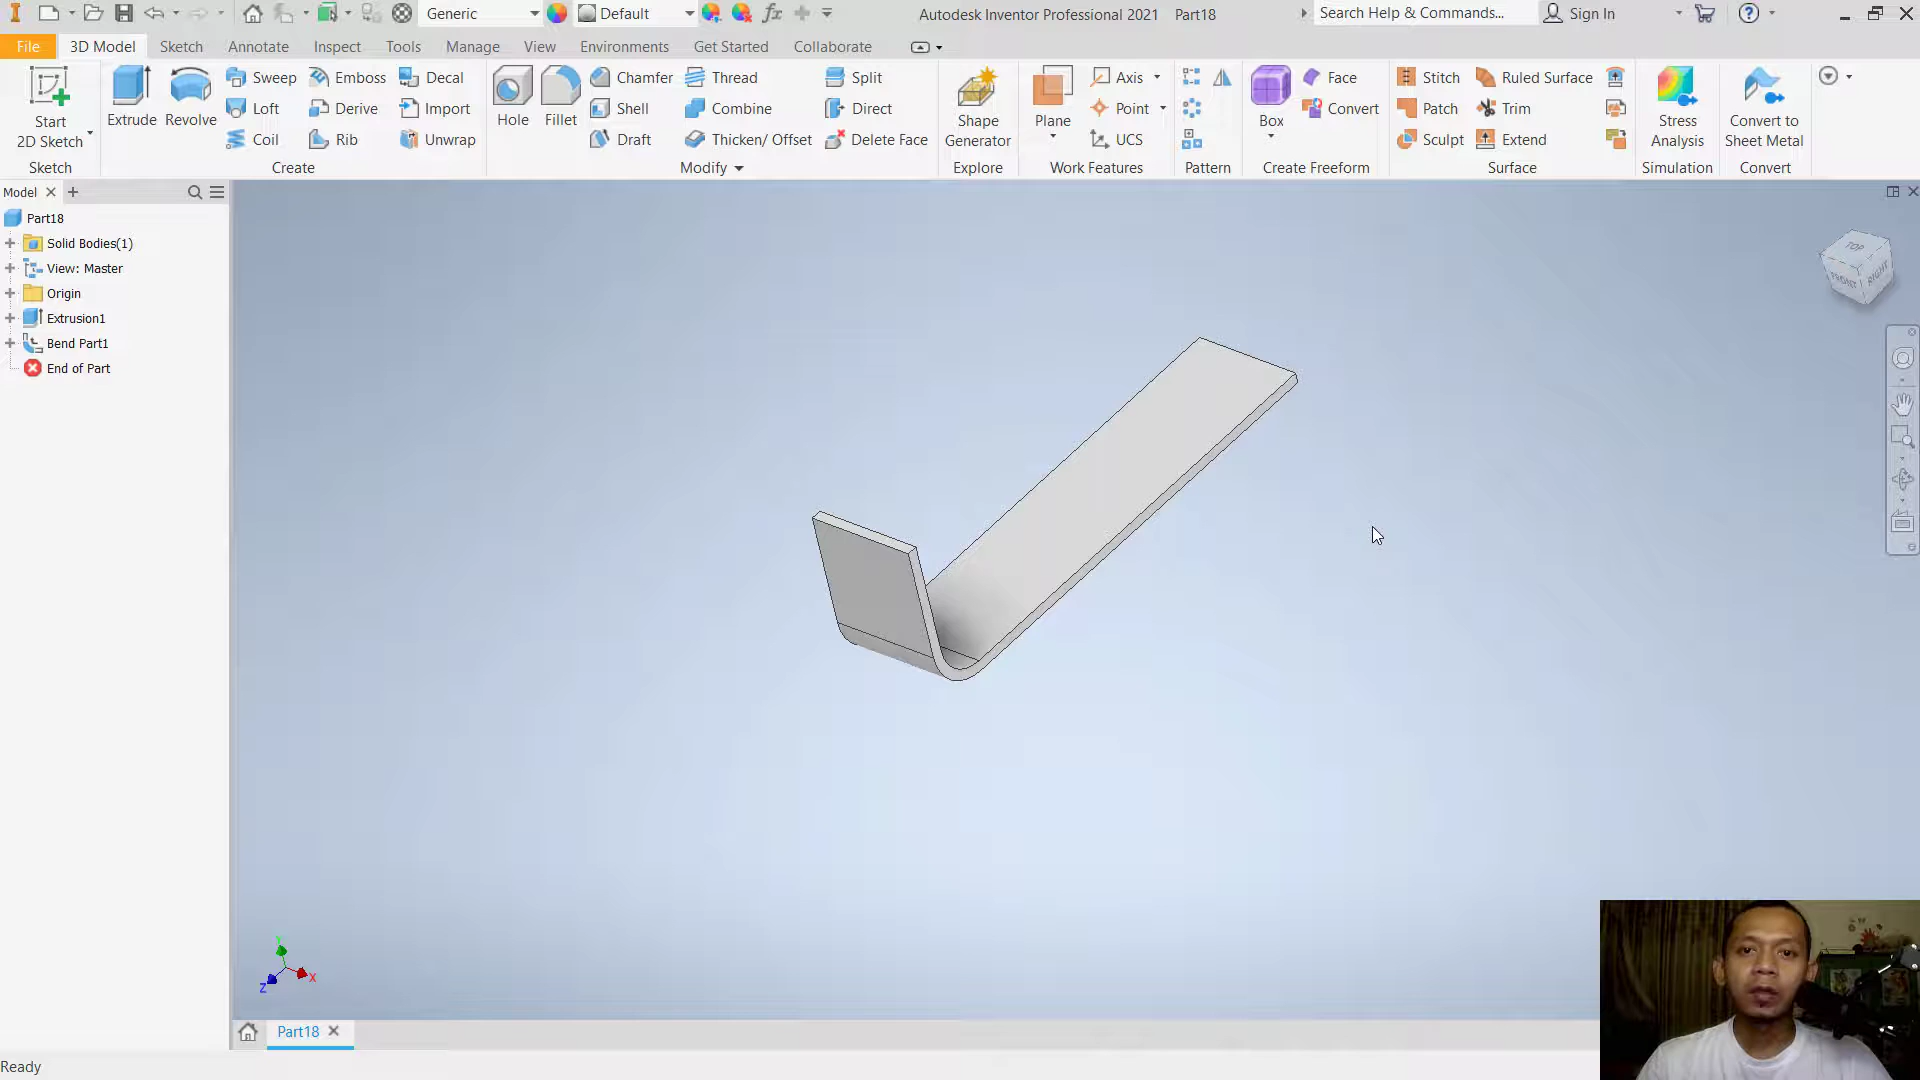 Generic
Default
Autodesk Inventor Professional 2021 Part18
Search Help & Commands...
Sign In
File
3D Model
Sketch
Annotate
Inspect
Tools
Manage
View
Environments
Get Started
Collaborate
Start
2D Sketch
Extrude
Revolve
Sweep
Loft
Coil
Emboss
Derive
Rib
Decal
Import
Unwrap
Hole
Fillet
Chamfer
Shell
Draft
Thread
Combine
Thicken/ Offset
Split
Direct
Delete Face
Shape
Generator
Plane
Axis
Point
UCS
Box
Face
Convert
Stitch
Patch
Sculpt
Ruled Surface
Trim
Extend
Stress
Analysis
Convert to
Sheet Metal
Sketch
Create
Modify
Explore
Work Features
Pattern
Create Freeform
Surface
Simulation
Convert
Model
Part18
Solid Bodies(1)
View: Master
Origin
Extrusion1
Bend Part1
End of Part
TOP
FRONT
RIGHT
Y
X
Z
Part18
Ready